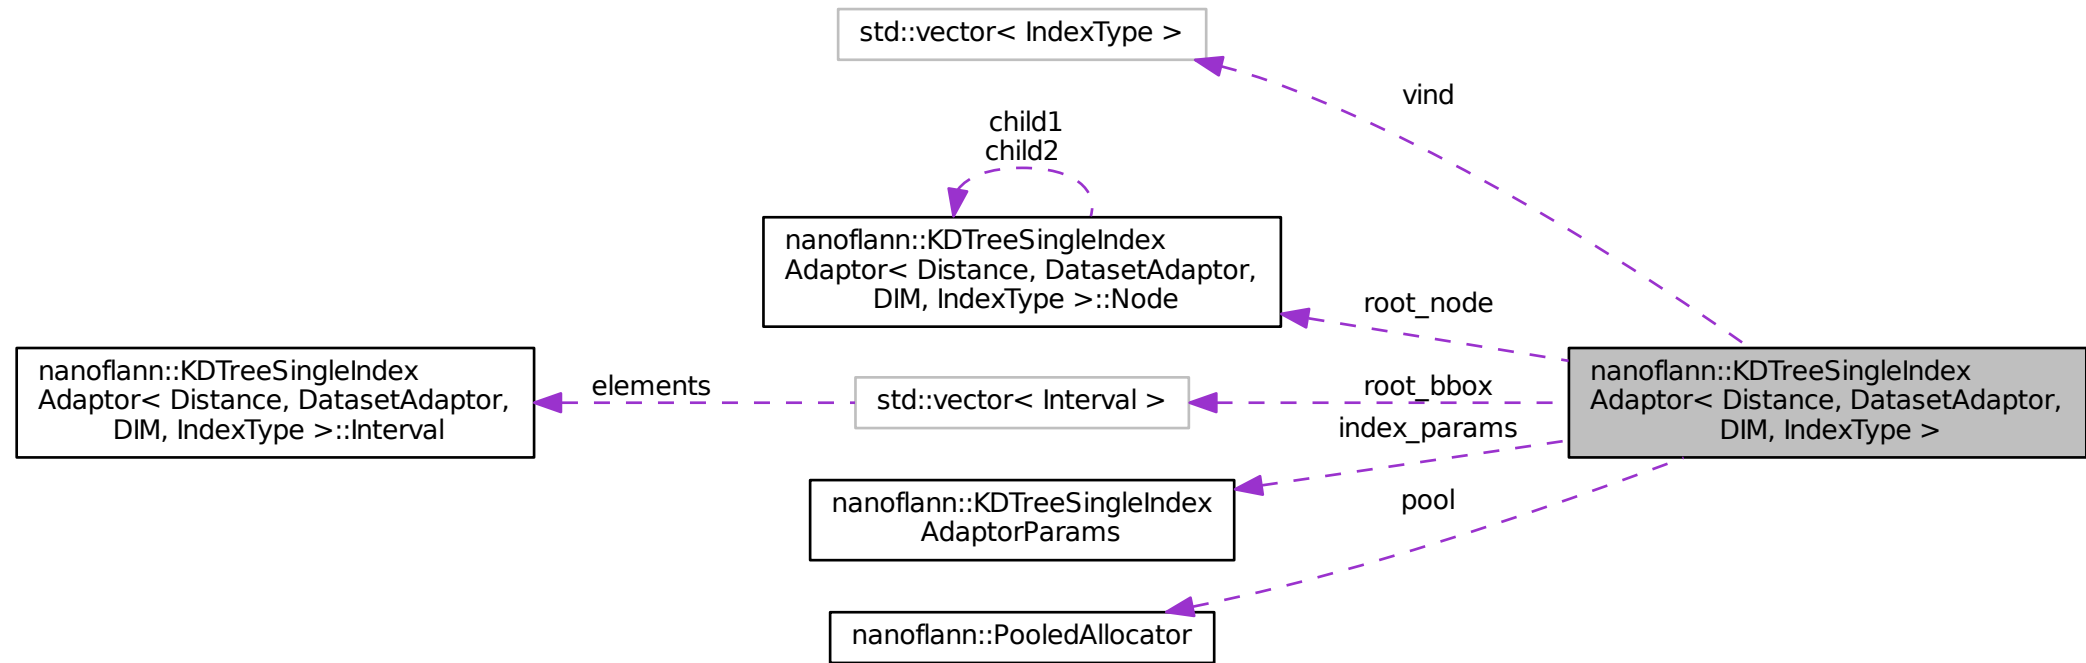 std::vector< IndexType >
vind
child1
child2
nanoflann::KDTreeSingleIndex
Adaptor< Distance, DatasetAdaptor,
DIM, IndexType >::Node
root_node
nanoflann::KDTreeSingleIndex
Adaptor< Distance, DatasetAdaptor,
DIM, IndexType >::Interval
elements
std::vector< Interval >
root_bbox
nanoflann::KDTreeSingleIndex
Adaptor< Distance, DatasetAdaptor,
DIM, IndexType >
index_params
nanoflann::KDTreeSingleIndex
AdaptorParams
pool
nanoflann::PooledAllocator